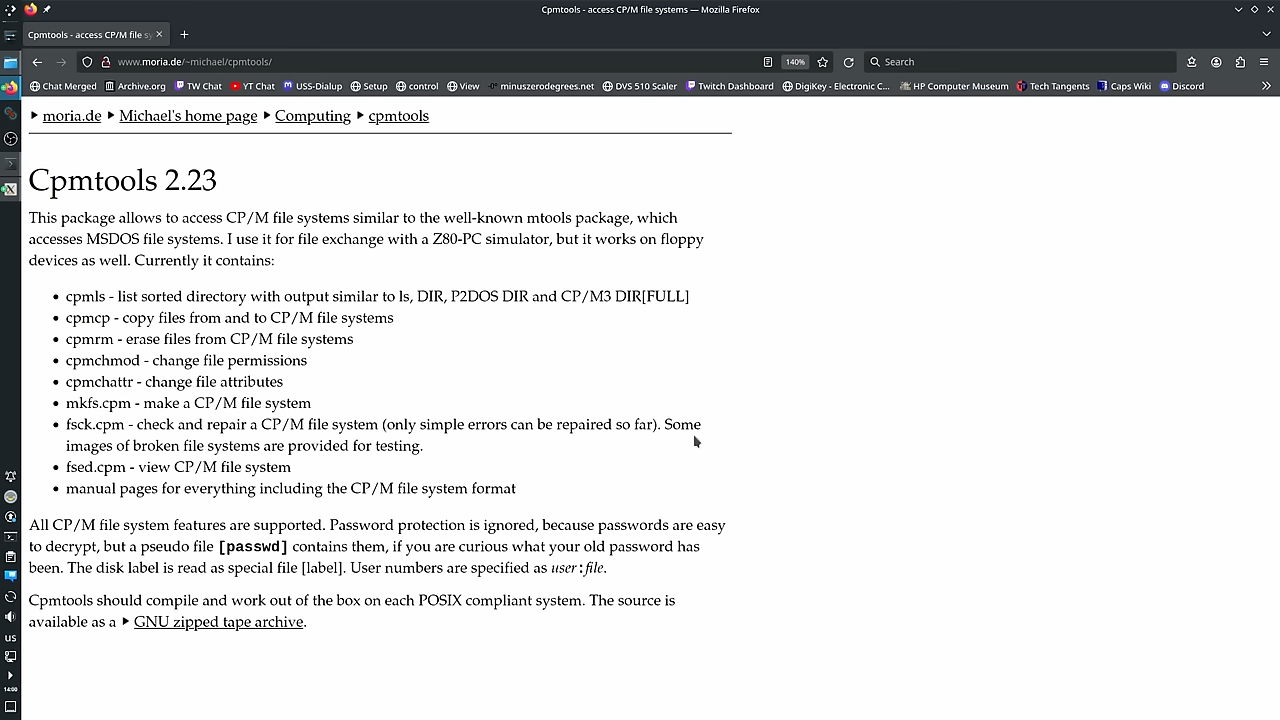 Cpmtools - access CP/M file systems — Mozilla Firefox
Cpmtools - access CP/M file sy
www.moria.de/~michael/cpmtools/
140%
Search
Chat Merged
Archive.org
TW Chat
YT Chat
USS-Dialup
Setup
control
View
minuszerodegrees.net
DVS 510 Scaler
Twitch Dashboard
DigiKey - Electronic C...
HP Computer Museum
Tech Tangents
Caps Wiki
Discord
moria.de Michael's home page Computing cpmtools
Cpmtools 2.23
This package allows to access CP/M file systems similar to the well-known mtools package, which
accesses MSDOS file systems. I use it for file exchange with a Z80-PC simulator, but it works on floppy
devices as well. Currently it contains:
• cpmls - list sorted directory with output similar to ls, DIR, P2DOS DIR and CP/M3 DIR[FULL]
• cpmcp - copy files from and to CP/M file systems
• cpmrm - erase files from CP/M file systems
• cpmchmod - change file permissions
• cpmchattr - change file attributes
• mkfs.cpm - make a CP/M file system
• fsck.cpm - check and repair a CP/M file system (only simple errors can be repaired so far). Some
images of broken file systems are provided for testing.
• fsed.cpm - view CP/M file system
• manual pages for everything including the CP/M file system format
All CP/M file system features are supported. Password protection is ignored, because passwords are easy
to decrypt, but a pseudo file [passwd] contains them, if you are curious what your old password has
been. The disk label is read as special file [label]. User numbers are specified as user:file.
Cpmtools should compile and work out of the box on each POSIX compliant system. The source is
available as a GNU zipped tape archive.
US
14:00